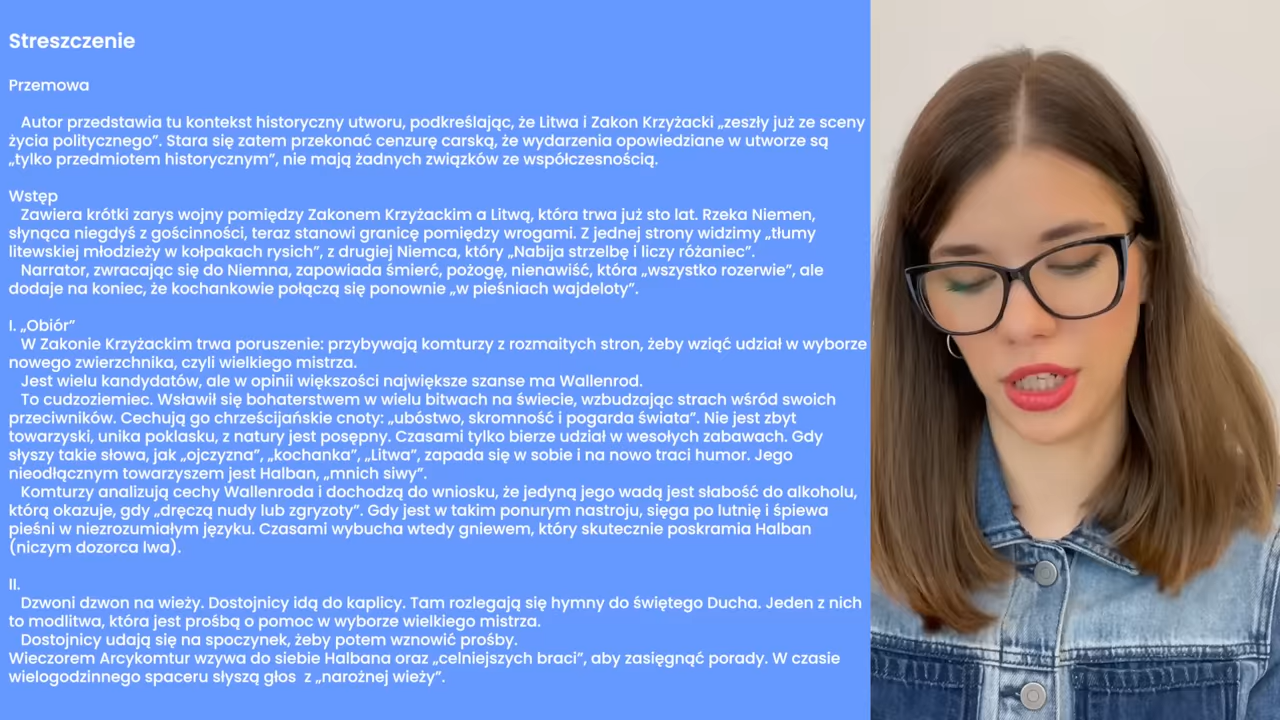 Streszczenie
Przemowa
Autor przedstawia tu kontekst historyczny utworu, podkreślając, że Litwa i Zakon Krzyżacki „zeszły już ze sceny
życia politycznego”. Stara się zatem przekonać cenzurę carską, że wydarzenia opowiedziane w utworze są
„tylko przedmiotem historycznym”, nie mają żadnych związków ze współczesnością.
Wstęp
Zawiera krótki zarys wojny pomiędzy Zakonem Krzyżackim a Litwą, która trwa już sto lat. Rzeka Niemen,
słynąca niegdyś z gościnności, teraz stanowi granicę pomiędzy wrogami. Z jednej strony widzimy „tłumy
litewskiej młodzieży w kołpakach rysich”, z drugiej Niemca, który „Nabija strzelbę i liczy różaniec”.
Narrator, zwracając się do Niemna, zapowiada śmierć, pożogę, nienawiść, która „wszystko rozerwie”, ale
dodaje na koniec, że kochankowie połączą się ponownie „w pieśniach wajdeloty”.
I. „Obiór”
W Zakonie Krzyżackim trwa poruszenie: przybywają komturzy z rozmaitych stron, żeby wziąć udział w wyborze
nowego zwierzchnika, czyli wielkiego mistrza.
Jest wielu kandydatów, ale w opinii większości największe szanse ma Wallenrod.
To cudzoziemiec. Wsławił się bohaterstwem w wielu bitwach na świecie, wzbudzając strach wśród swoich
przeciwników. Cechują go chrześcijańskie cnoty: „ubóstwo, skromność i pogarda świata”. Nie jest zbyt
towarzyski, unika poklasku, z natury jest posępny. Czasami tylko bierze udział w wesołych zabawach. Gdy
słyszy takie słowa, jak „ojczyzna”, „kochanka”, „Litwa”, zapada się w sobie i na nowo traci humor. Jego
nieodłącznym towarzyszem jest Halban, „mnich siwy”.
Komturzy analizują cechy Wallenroda i dochodzą do wniosku, że jedyną jego wadą jest słabość do alkoholu,
którą okazuje, gdy „dręczą nudy lub zgryzoty”. Gdy jest w takim ponurym nastroju, sięga po lutnię i śpiewa
pieśni w niezrozumiałym języku. Czasami wybucha wtedy gniewem, który skutecznie poskramia Halban
(niczym dozorca lwa).
II.
Dzwoni dzwon na wieży. Dostojnicy idą do kaplicy. Tam rozlegają się hymny do świętego Ducha. Jeden z nich
to modlitwa, która jest prośbą o pomoc w wyborze wielkiego mistrza.
Dostojnicy udają się na spoczynek, żeby potem wznowić prośby.
Wieczorem Arcykomtur wzywa do siebie Halbana oraz „celniejszych braci”, aby zasięgnąć porady. W czasie
wielogodzinnego spaceru słyszą głos z „narożnej wieży”.